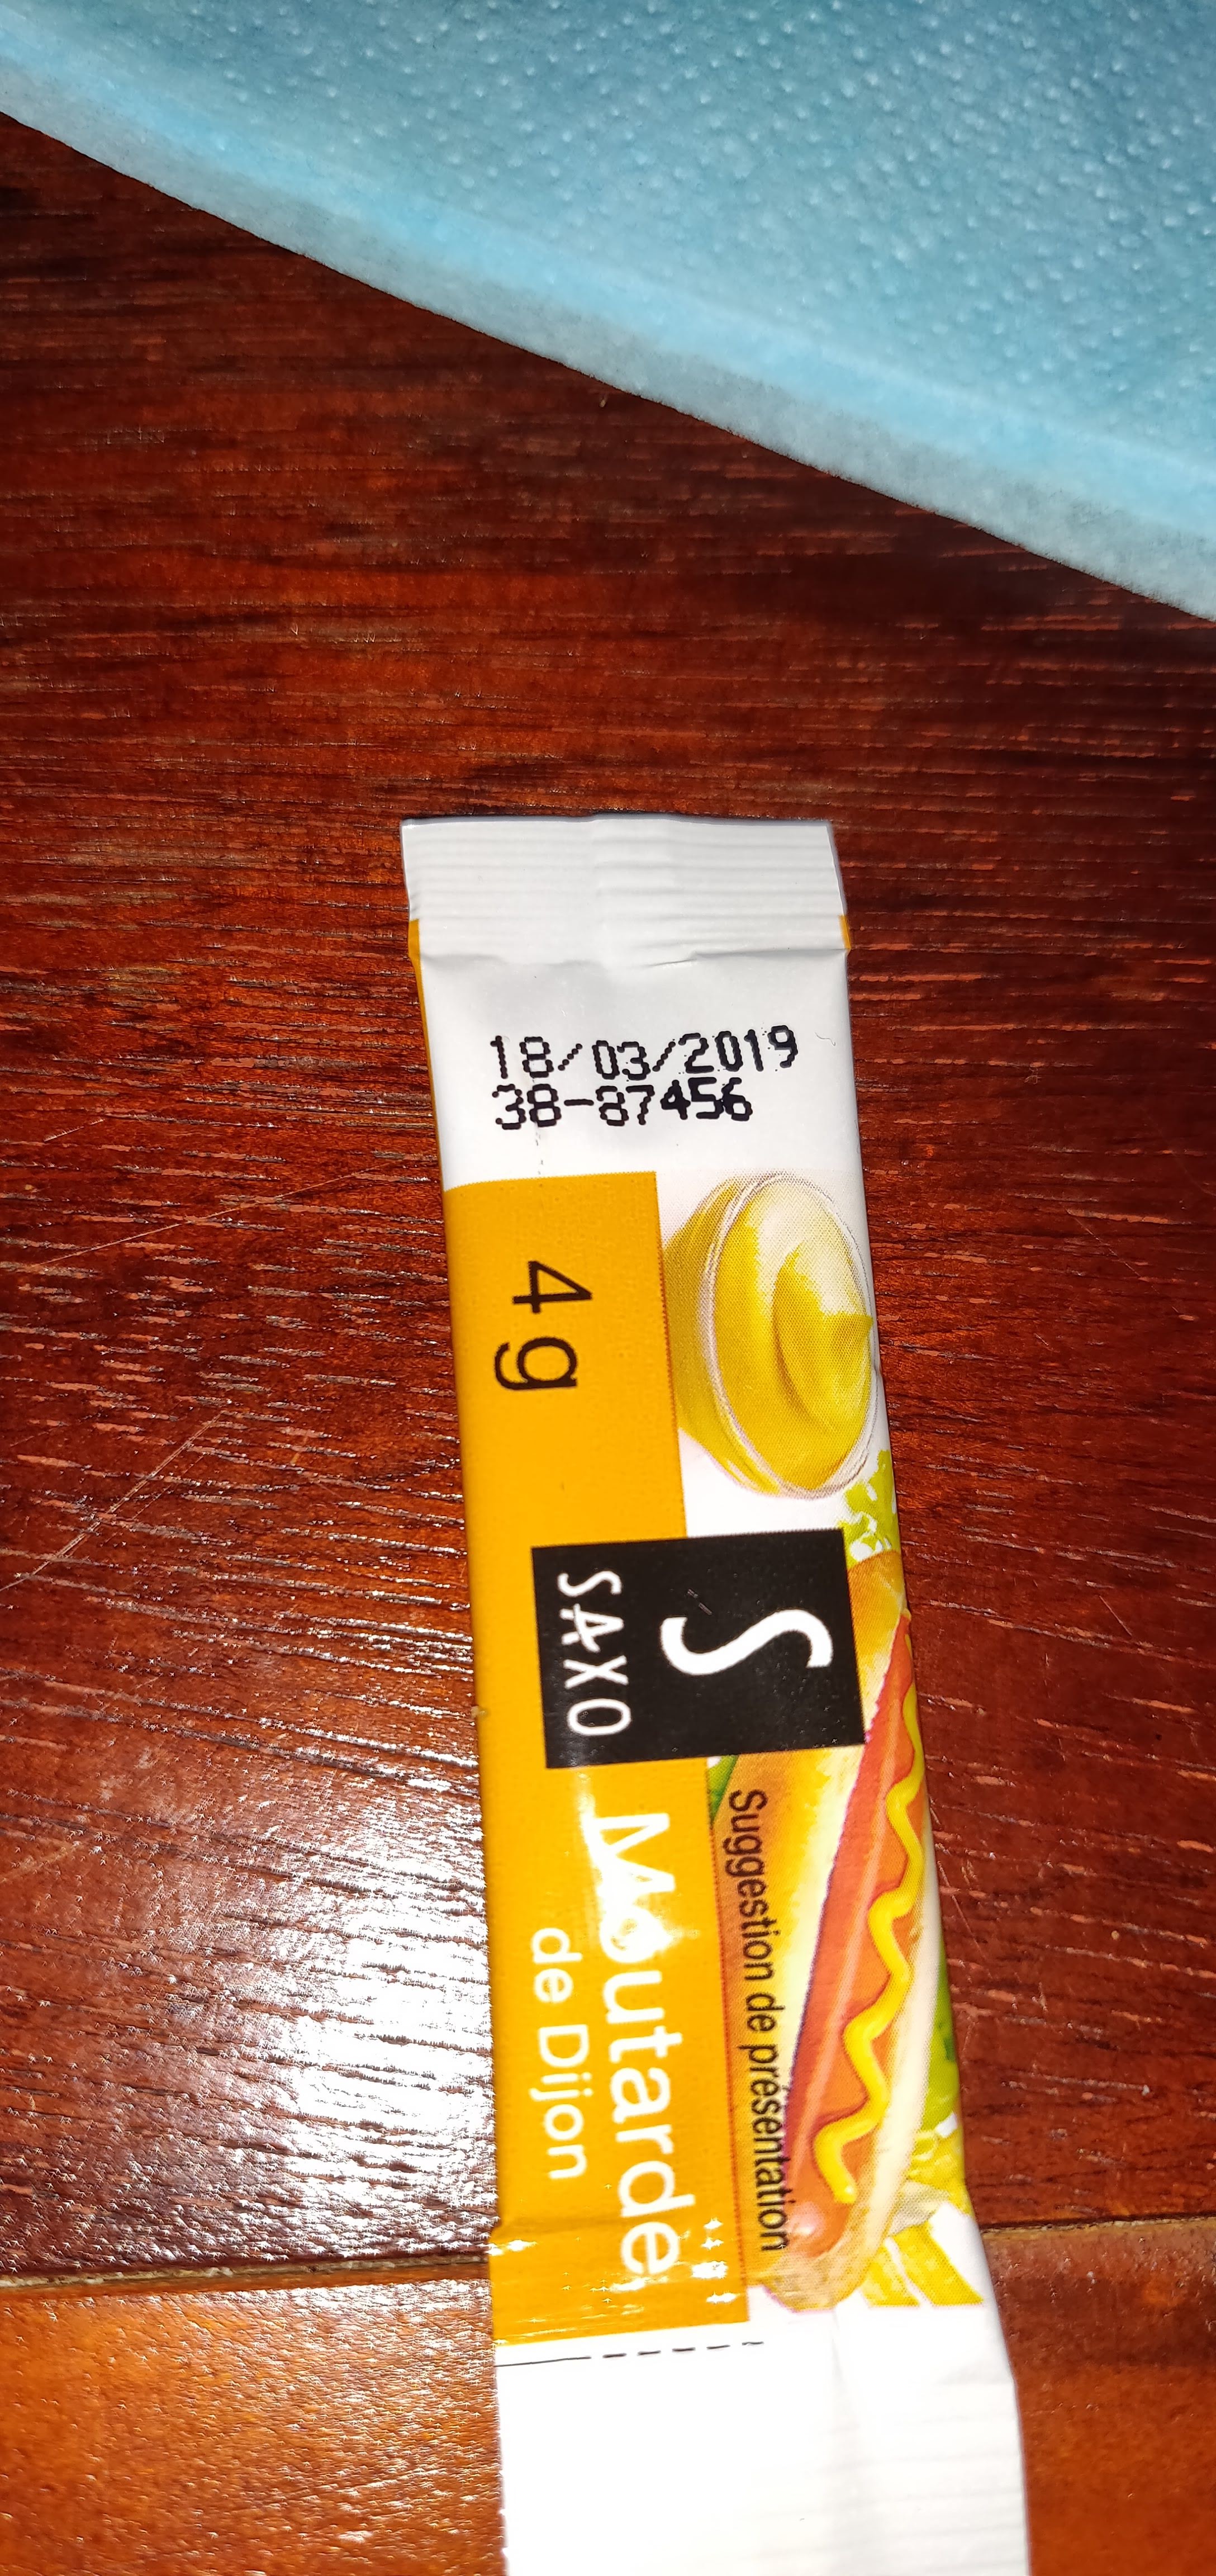 18/03/2019
38-87456
4 g
S
SAXO
Moutarde
de Dijon
Suggestion de présentation